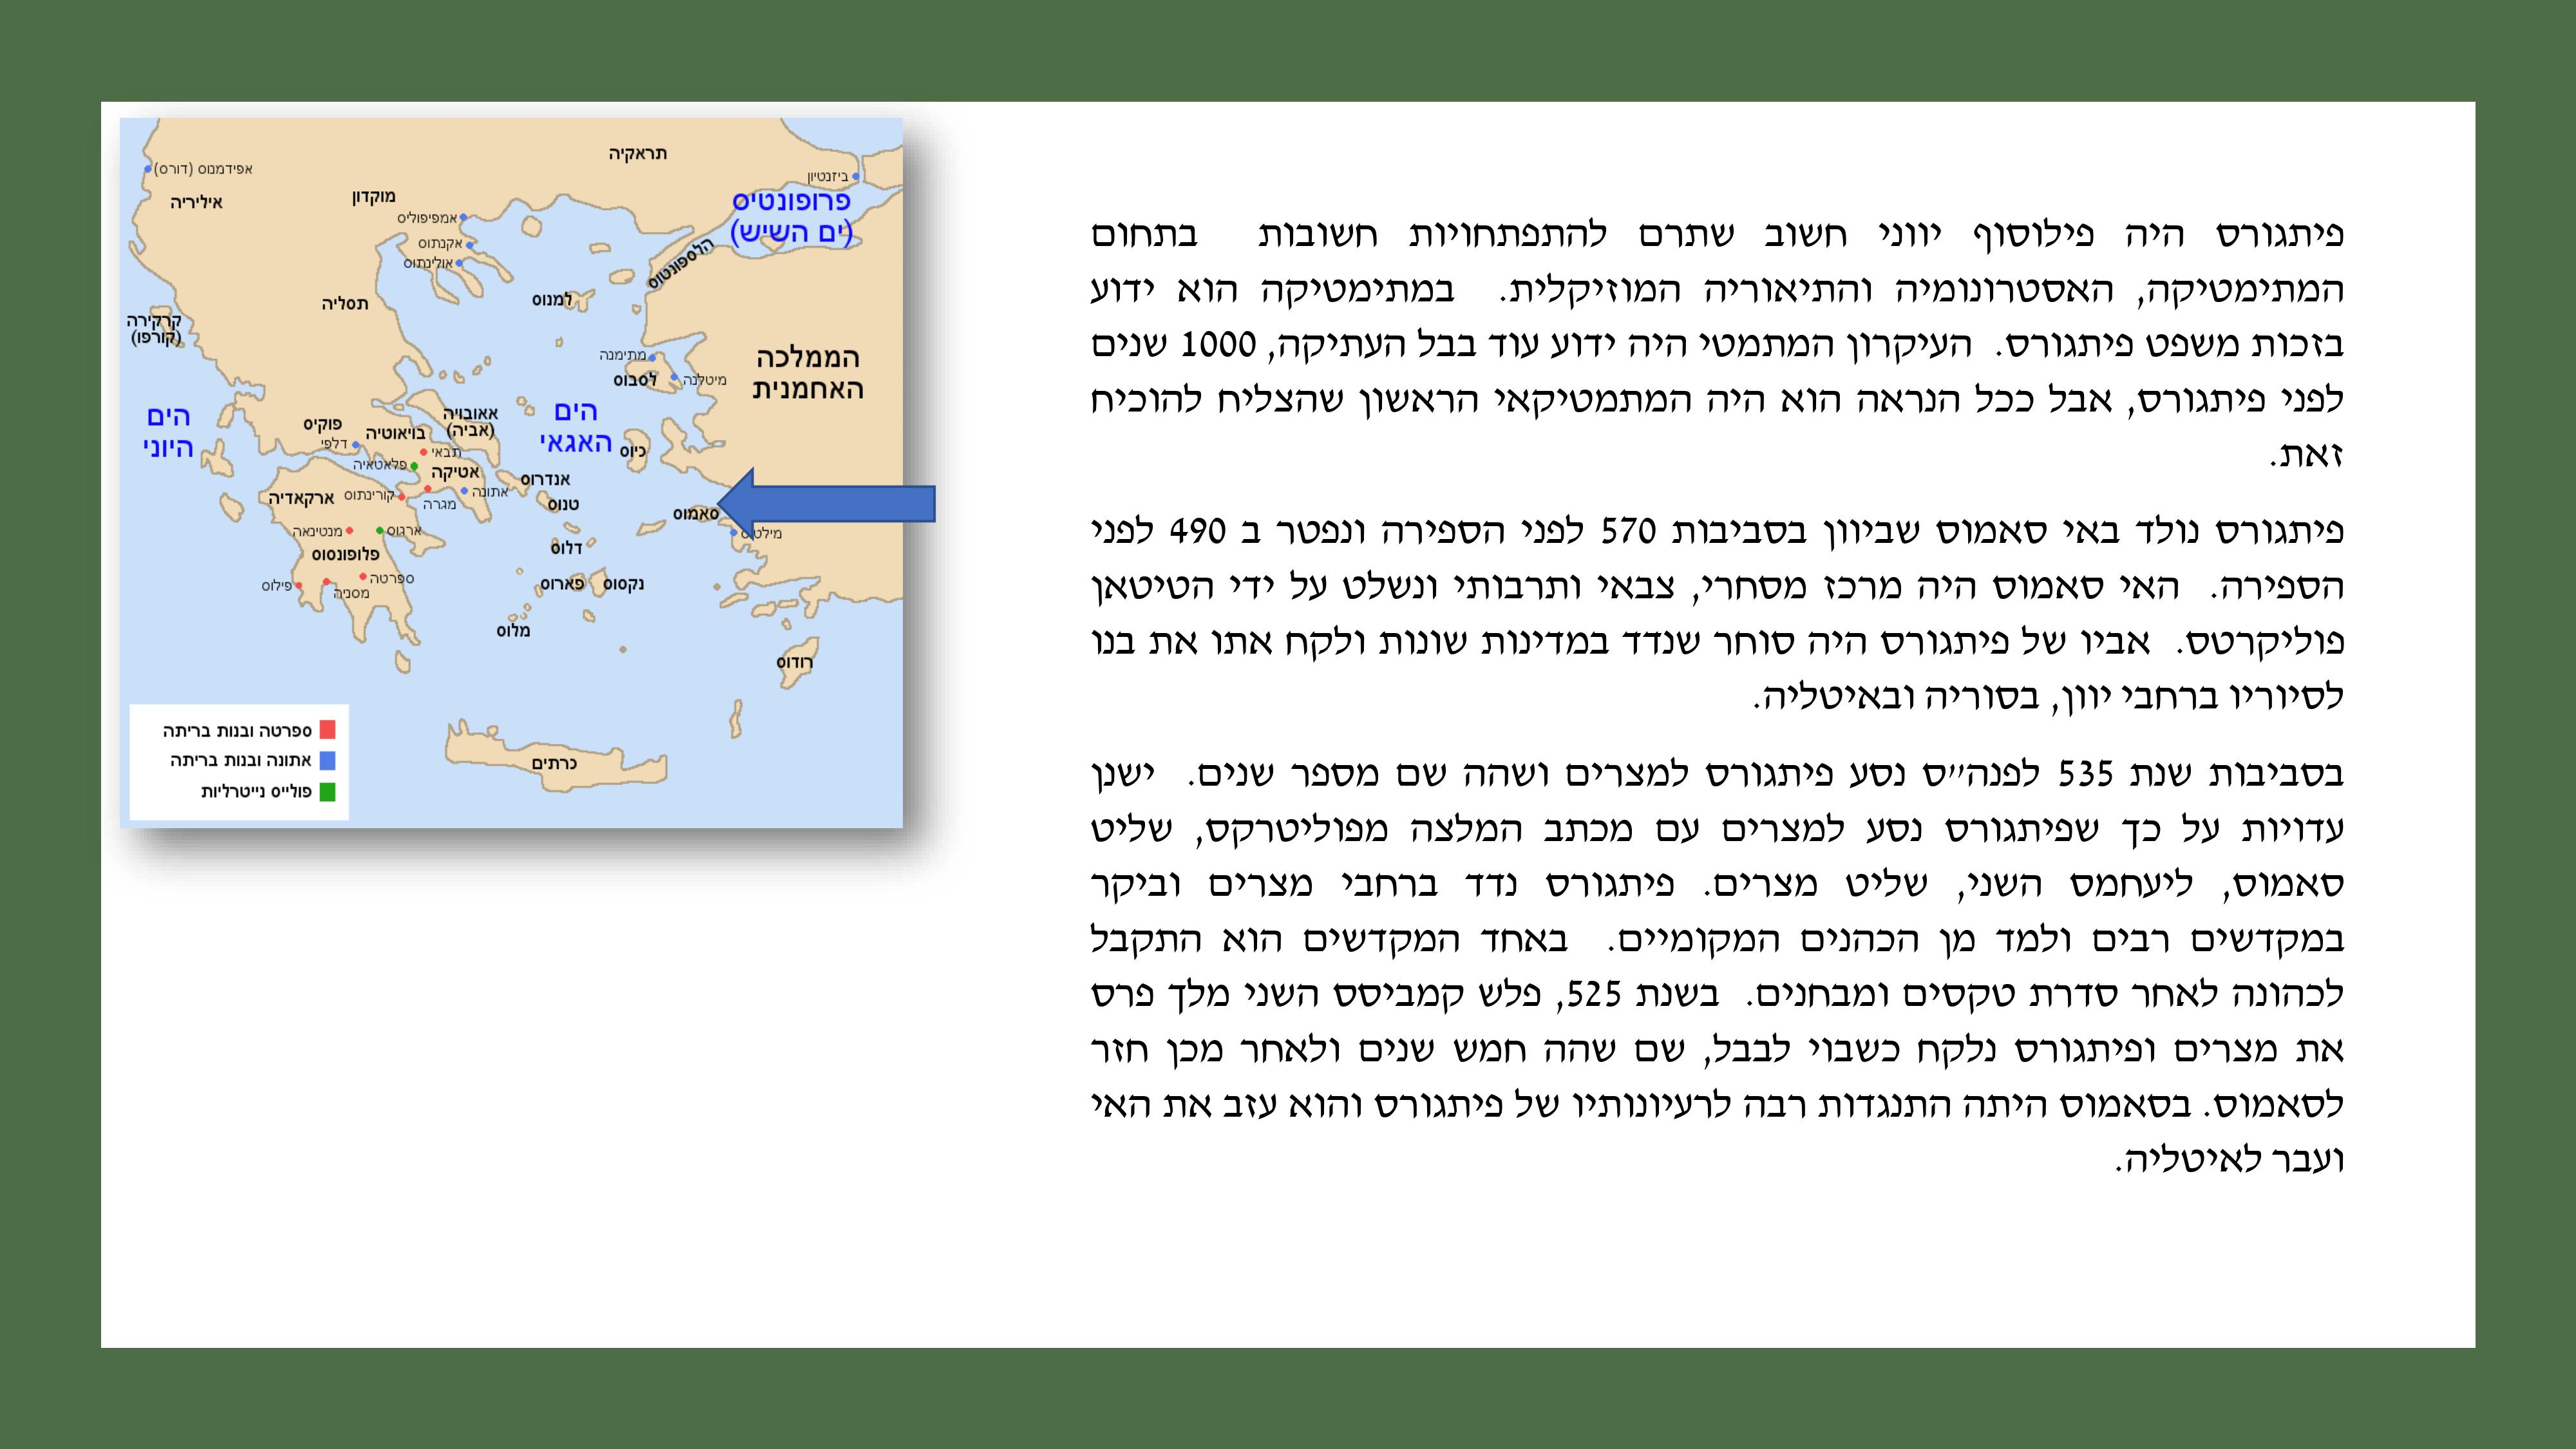 פיתגורס היה פילוסוף יווני חשוב שתרם להתפתחויות חשובות בתחום
המתימטיקה, האסטרונומיה והתיאוריה המוזיקלית. במתימטיקה הוא ידוע
בזכות משפט פיתגורס. העיקרון המתמטי היה ידוע עוד בבל העתיקה, 1000 שנים
לפני פיתגורס, אבל ככל הנראה הוא היה המתמטיקאי הראשון שהצליח להוכיח
זאת.
פיתגורס נולד באי סאמוס שביוון בסביבות 570 לפני הספירה ונפטר ב 490 לפני
הספירה. האי סאמוס היה מרכז מסחרי, צבאי ותרבותי ונשלט על ידי הטיטאן
פוליקרטס. אביו של פיתגורס היה סוחר שנדד במדינות שונות ולקח אתו את בנו
לסיוריו ברחבי יוון, בסוריה ובאיטליה.
בסביבות שנת 535 לפנה״ס נסע פיתגורס למצרים ושהה שם מספר שנים. ישנן
עדויות על כך שפיתגורס נסע למצרים עם מכתב המלצה מפוליטרקס, שליט
סאמוס, ליעחמס השני, שליט מצרים. פיתגורס נדד ברחבי מצרים וביקר
במקדשים רבים ולמד מן הכהנים המקומיים. באחד המקדשים הוא התקבל
לכהונה לאחר סדרת טקסים ומבחנים. בשנת 525, פלש קמביסס השני מלך פרס
את מצרים ופיתגורס נלקח כשבוי לבבל, שם שהה חמש שנים ולאחר מכן חזר
לסאמוס. בסאמוס היתה התנגדות רבה לרעיונותיו של פיתגורס והוא עזב את האי
ועבר לאיטליה.
תראקיה
אפידמנוס (דורס)
ביזנטיון
איליריה
מוקדון
פרופונטיס
(ים השיש)
אמפיפוליס
אקנתוס
אולינתוס
הלספונטוס
למנוס
תסליה
קרקירה
(קורפו)
מתימנה
הממלכה
האחמנית
לסבוס
מיטלנה
הים
היוני
הים
האגאי
אאובויה
(אביה)
פוקיס
בויאוטיה
דלפי
תבאי
כיוס
פלאטאיה
אטיקה
אנדרוס
ארקאדיה
קורינתוס
אתונה
מגרה
טנוס
סאמוס
מנטינאה
ארגוס
דלוס
פלופונסוס
ספרטה
פילוס
מסניה
פארוס
נקסוס
מלוס
רודוס
כרתים
ספרטה ובנות בריתה
אתונה ובנות בריתה
פולייס נייטרליות